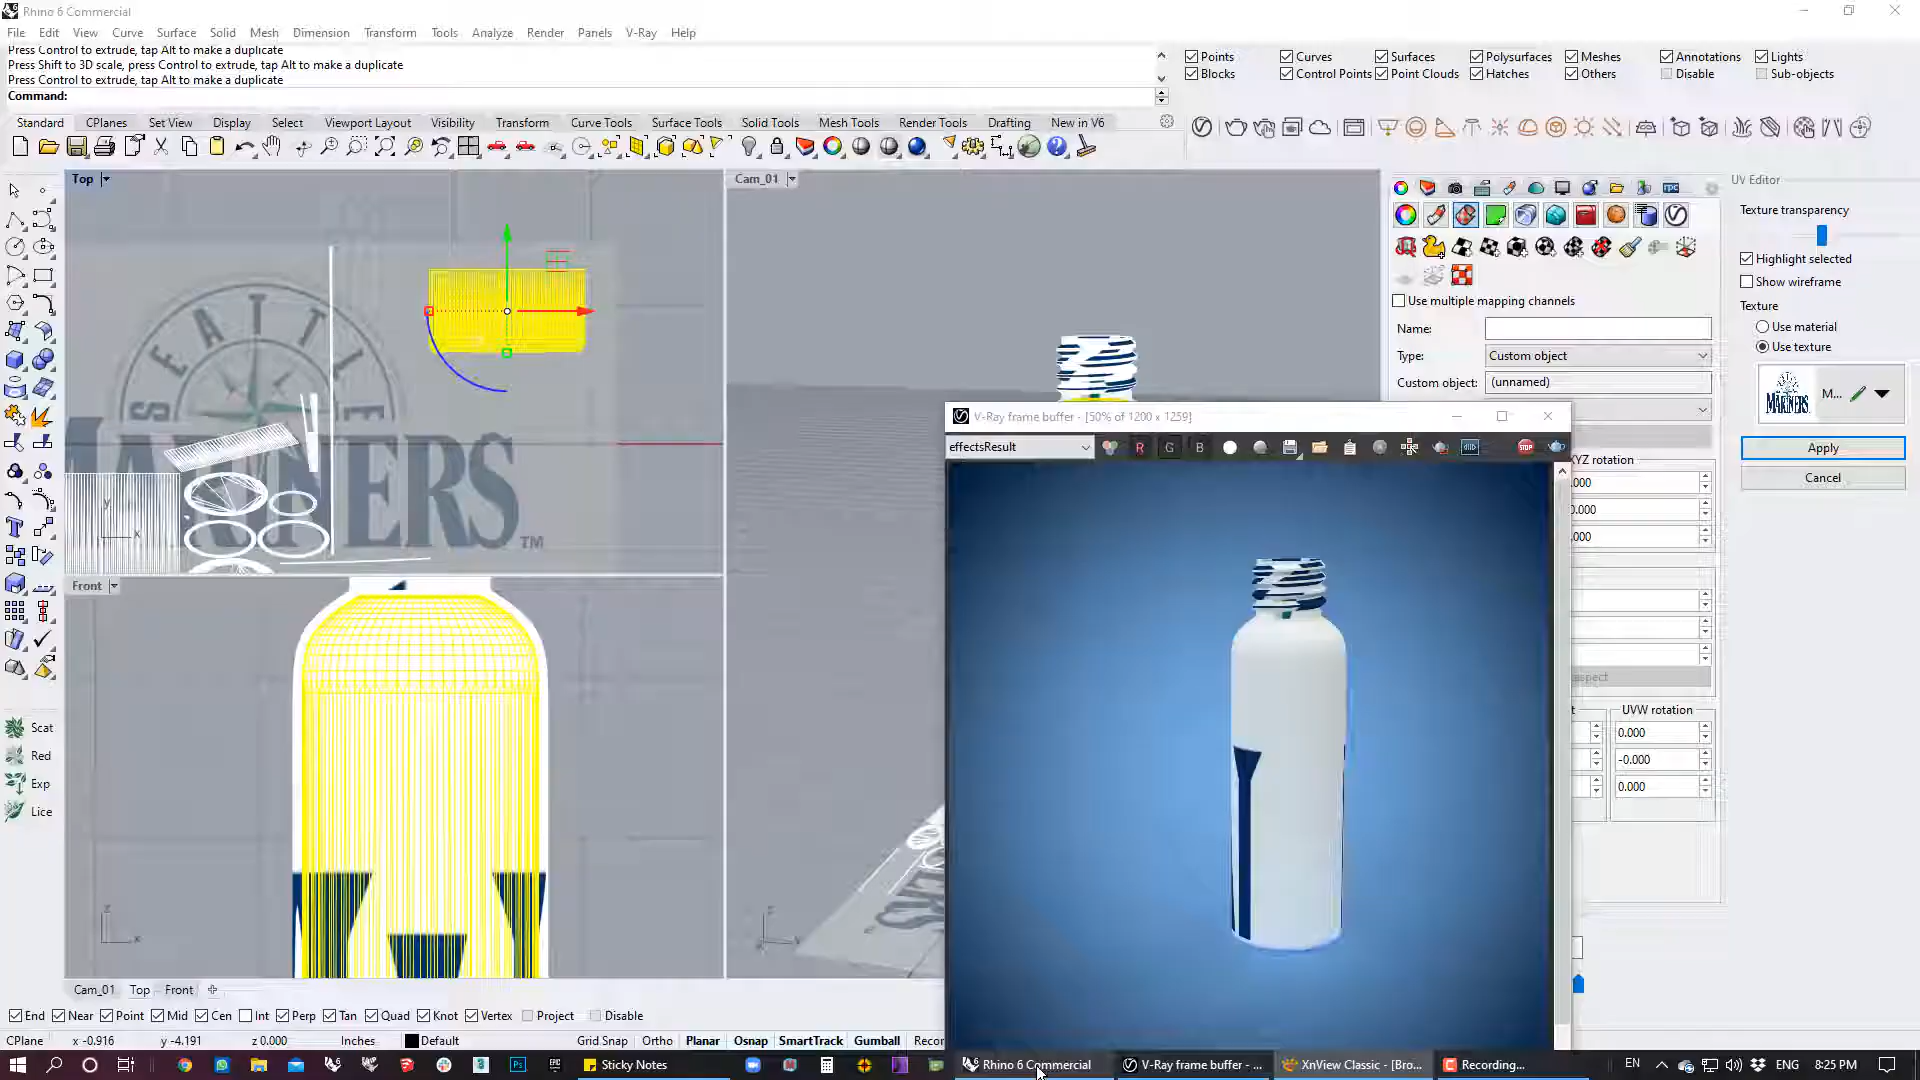 Rhino 6 Commercial
File Edit View Curve Surface Solid Mesh Dimension Transform Tools Analyze Render Panels V-Ray Help
Press Control to extrude, tap Alt to make a duplicate
Press Shift to 3D scale, press Control to extrude, tap Alt to make a duplicate
Press Control to extrude, tap Alt to make a duplicate
Command:
Points Curves Surfaces Polysurfaces Meshes Annotations Lights
Blocks Control Points Point Clouds Hatches Others Disable Sub-objects
Standard CPlanes Set View Display Select Viewport Layout Visibility Transform Curve Tools Surface Tools Solid Tools Mesh Tools Render Tools Drafting New in V6
Top
Cam_01
UV Editor
Texture transparency
Highlight selected
Show wireframe
Texture
Use material
Use texture
M...
Apply
Cancel
Use multiple mapping channels
Name:
Type: Custom object
Custom object: (unnamed)
XYZ rotation
.000
0.000
.000
UVW rotation
0.000
-0.000
0.000
SEATTLE
MARINERS
TM
y
x
V-Ray frame buffer - [50% of 1200 x 1259]
effectsResult
R G B
Front
z
x
Scat
Red
Exp
Lice
Cam_01 Top Front
End Near Point Mid Cen Int Perp Tan Quad Knot Vertex Project Disable
CPlane x -0.916 y -4.191 z 0.000 Inches Default Grid Snap Ortho Planar Osnap SmartTrack Gumball Recor
Sticky Notes
Rhino 6 Commercial
V-Ray frame buffer - ...
XnView Classic - [Bro...
Recording...
EN
ENG
8:25 PM